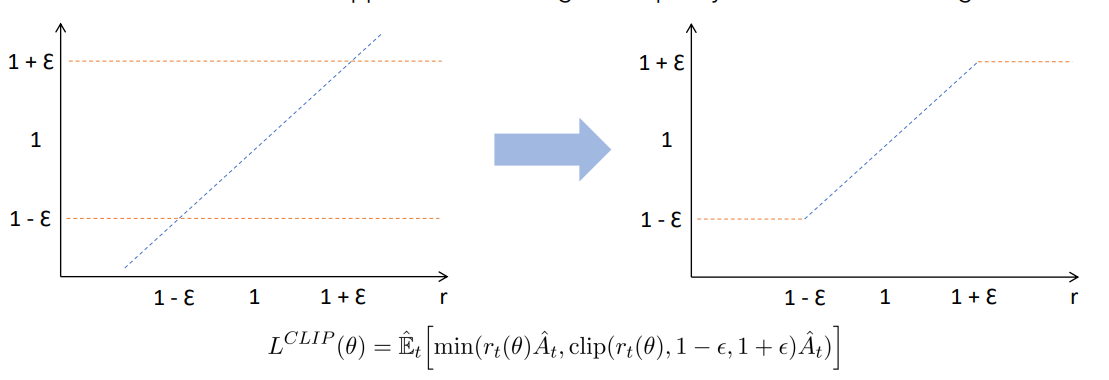 1 + Ɛ
1
1 - Ɛ
1 - Ɛ 1 1 + Ɛ r
1 + Ɛ
1
1 - Ɛ
1 - Ɛ 1 1 + Ɛ r
L^{CLIP}(θ) = Ê_t[min(r_t(θ)Â_t, clip(r_t(θ), 1 − ϵ, 1 + ϵ)Â_t)]